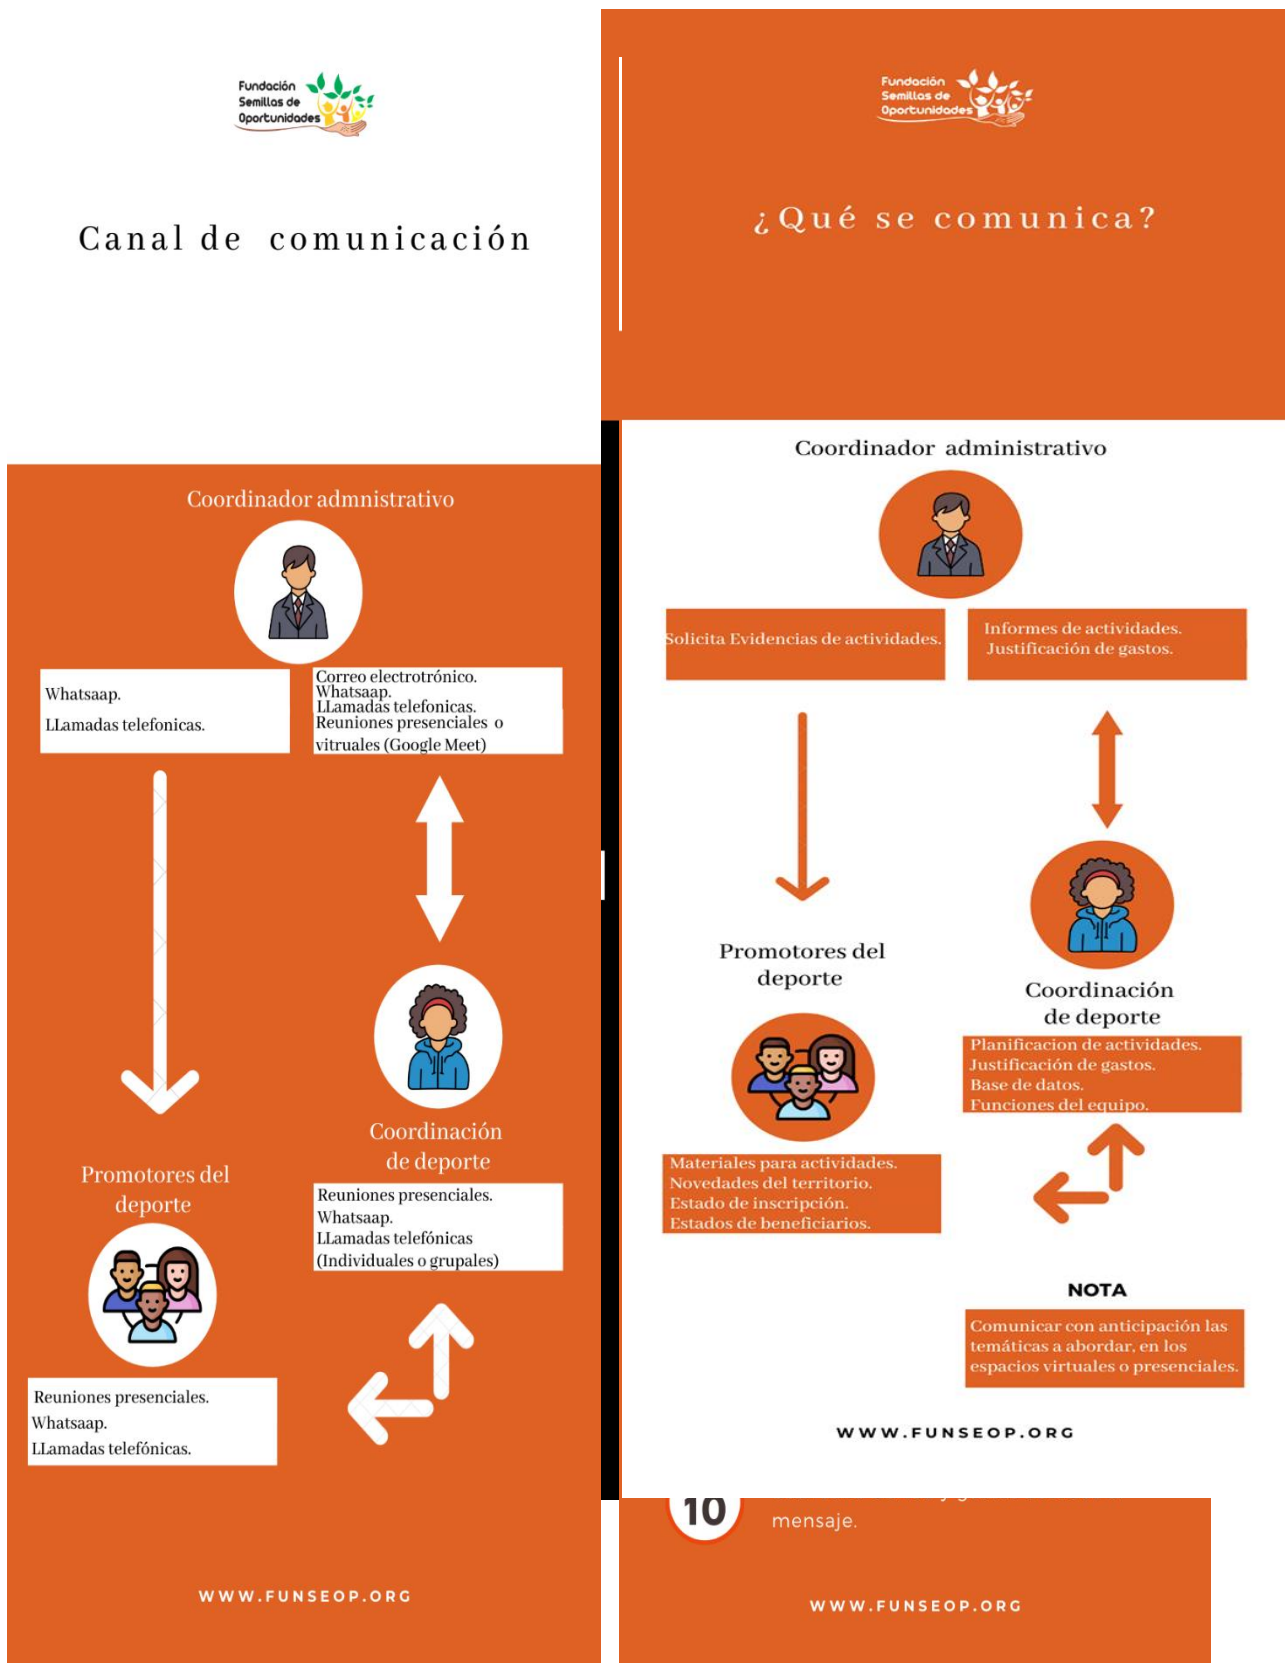 Fundación
Semillas de
Oportunidades
Canal de comunicación
Coordinador admnistrativo
Whatsaap.
LLamadas telefonicas.
Correo electrotrónico.
Whatsaap.
LLamadas telefonicas.
Reuniones presenciales o
vitruales (Google Meet)
Coordinación
de deporte
Reuniones presenciales.
Whatsaap.
LLamadas telefónicas
(Individuales o grupales)
Promotores del
deporte
Reuniones presenciales.
Whatsaap.
LLamadas telefónicas.
WWW.FUNSEOP.ORG
Fundación
Semillas de
Oportunidades
¿Qué se comunica?
Coordinador administrativo
Solicita Evidencias de actividades.
Informes de actividades.
Justificación de gastos.
Promotores del
deporte
Materiales para actividades.
Novedades del territorio.
Estado de inscripción.
Estados de beneficiarios.
Coordinación
de deporte
Planificacion de actividades.
Justificación de gastos.
Base de datos.
Funciones del equipo.
NOTA
Comunicar con anticipación las
temáticas a abordar, en los
espacios virtuales o presenciales.
WWW.FUNSEOP.ORG
10
mensaje.
WWW.FUNSEOP.ORG